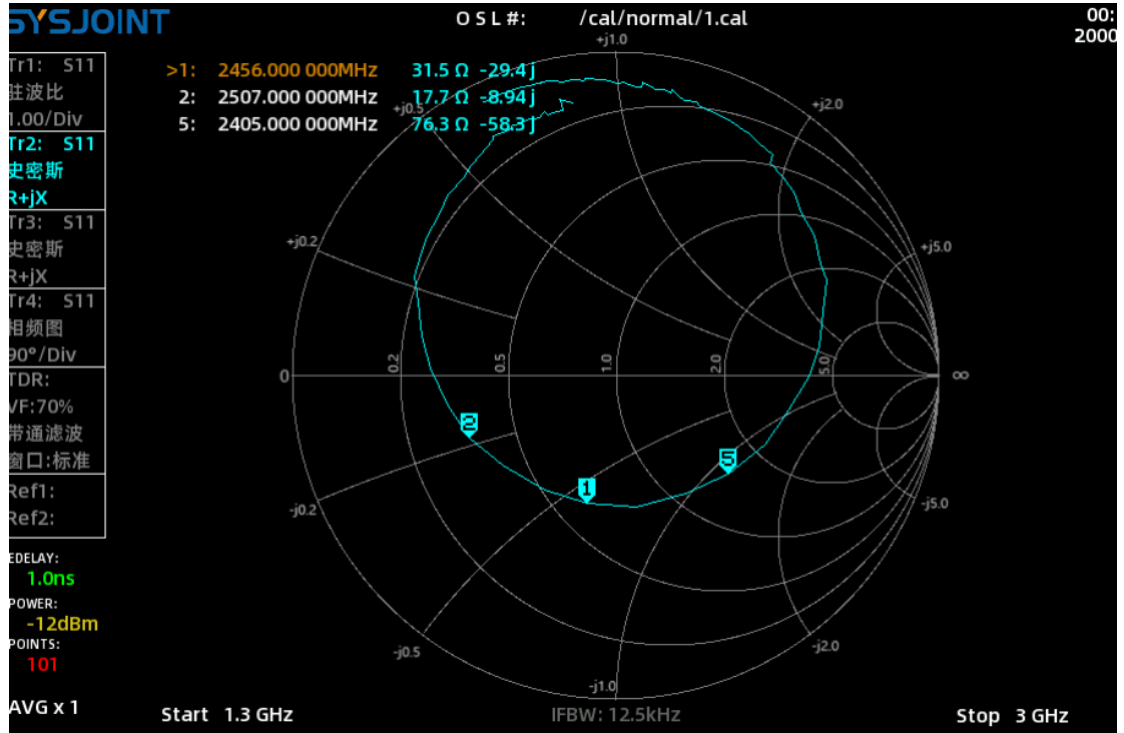 SYSJOINT
O S L #: /cal/normal/1.cal
00:
2000
Tr1: S11
驻波比
1.00/Div
Tr2: S11
史密斯
R+jX
Tr3: S11
史密斯
R+jX
Tr4: S11
相频图
90°/Div
TDR:
VF:70%
带通滤波
窗口:标准
Ref1:
Ref2:
EDELAY:
1.0ns
POWER:
-12dBm
POINTS:
101
AVG x 1
>1: 2456.000 000MHz 31.5 Ω -29.4j
2: 2507.000 000MHz 17.7 Ω -8.94j
5: 2405.000 000MHz 76.3 Ω -58.3j
+j1.0
+j0.5
+j2.0
+j0.2
+j5.0
0
0.2
0.5
1.0
2.0
5.0
∞
2
5
1
-j0.2
-j5.0
-j0.5
-j2.0
-j1.0
Start 1.3 GHz
IFBW: 12.5kHz
Stop 3 GHz